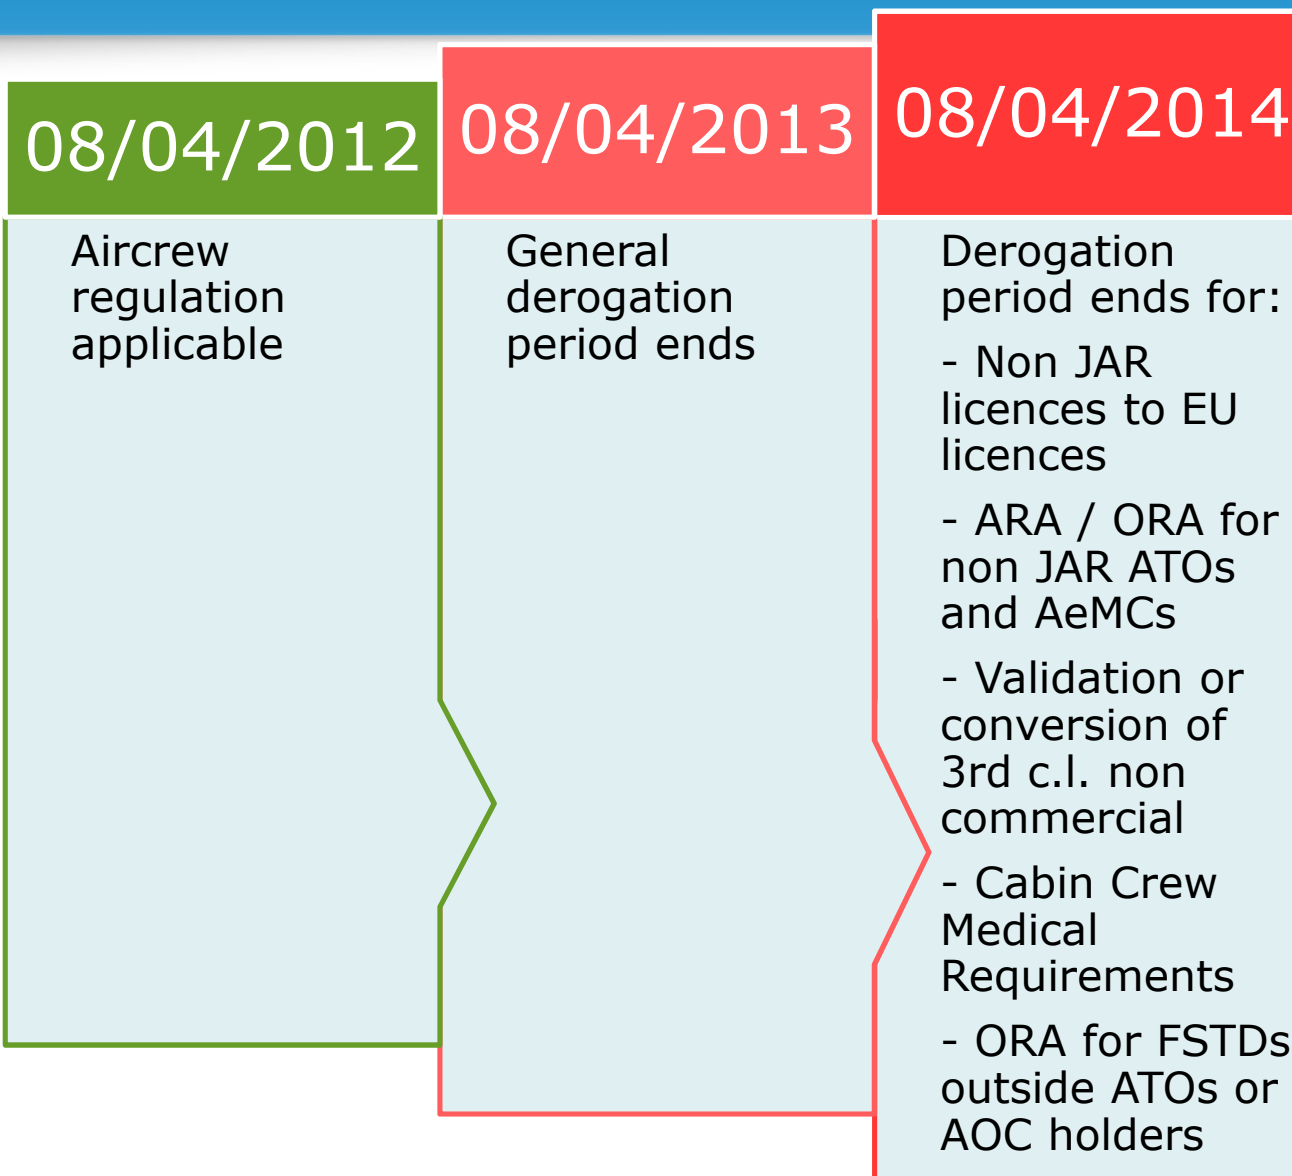 08/04/2012
Aircrew
regulation
applicable
08/04/2013
General
derogation
period ends
08/04/2014
Derogation
period ends for:
- Non JAR
licences to EU
licences
- ARA / ORA for
non JAR ATOs
and AeMCs
- Validation or
conversion of
3rd c.l. non
commercial
- Cabin Crew
Medical
Requirements
- ORA for FSTDs
outside ATOs or
AOC holders